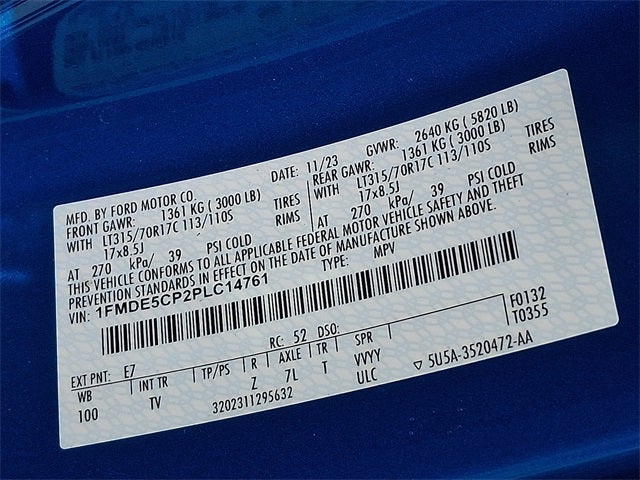 MFD. BY FORD MOTOR CO. DATE: 11/23 GVWR: 2640 KG ( 5820 LB)
FRONT GAWR: 1361 KG ( 3000 LB) REAR GAWR: 1361 KG ( 3000 LB)
WITH LT315/70R17C 113/110S TIRES WITH LT315/70R17C 113/110S TIRES
17x8.5J RIMS 17x8.5J RIMS
AT 270 kPa/ 39 PSI COLD AT 270 kPa/ 39 PSI COLD
THIS VEHICLE CONFORMS TO ALL APPLICABLE FEDERAL MOTOR VEHICLE SAFETY AND THEFT
PREVENTION STANDARDS IN EFFECT ON THE DATE OF MANUFACTURE SHOWN ABOVE.
VIN: 1FMDE5CP2PLC14761 TYPE: MPV
F0132
T0355
EXT PNT: E7 RC: 52 DSO:
WB INT TR TP/PS R AXLE TR SPR
100 TV Z 7L T VVYY
3202311295632 ULC ▽ 5U5A-3520472-AA